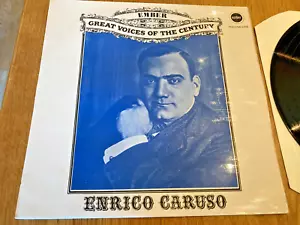 EMBER
GREAT VOICES OF THE CENTURY
ENRICO CARUSO